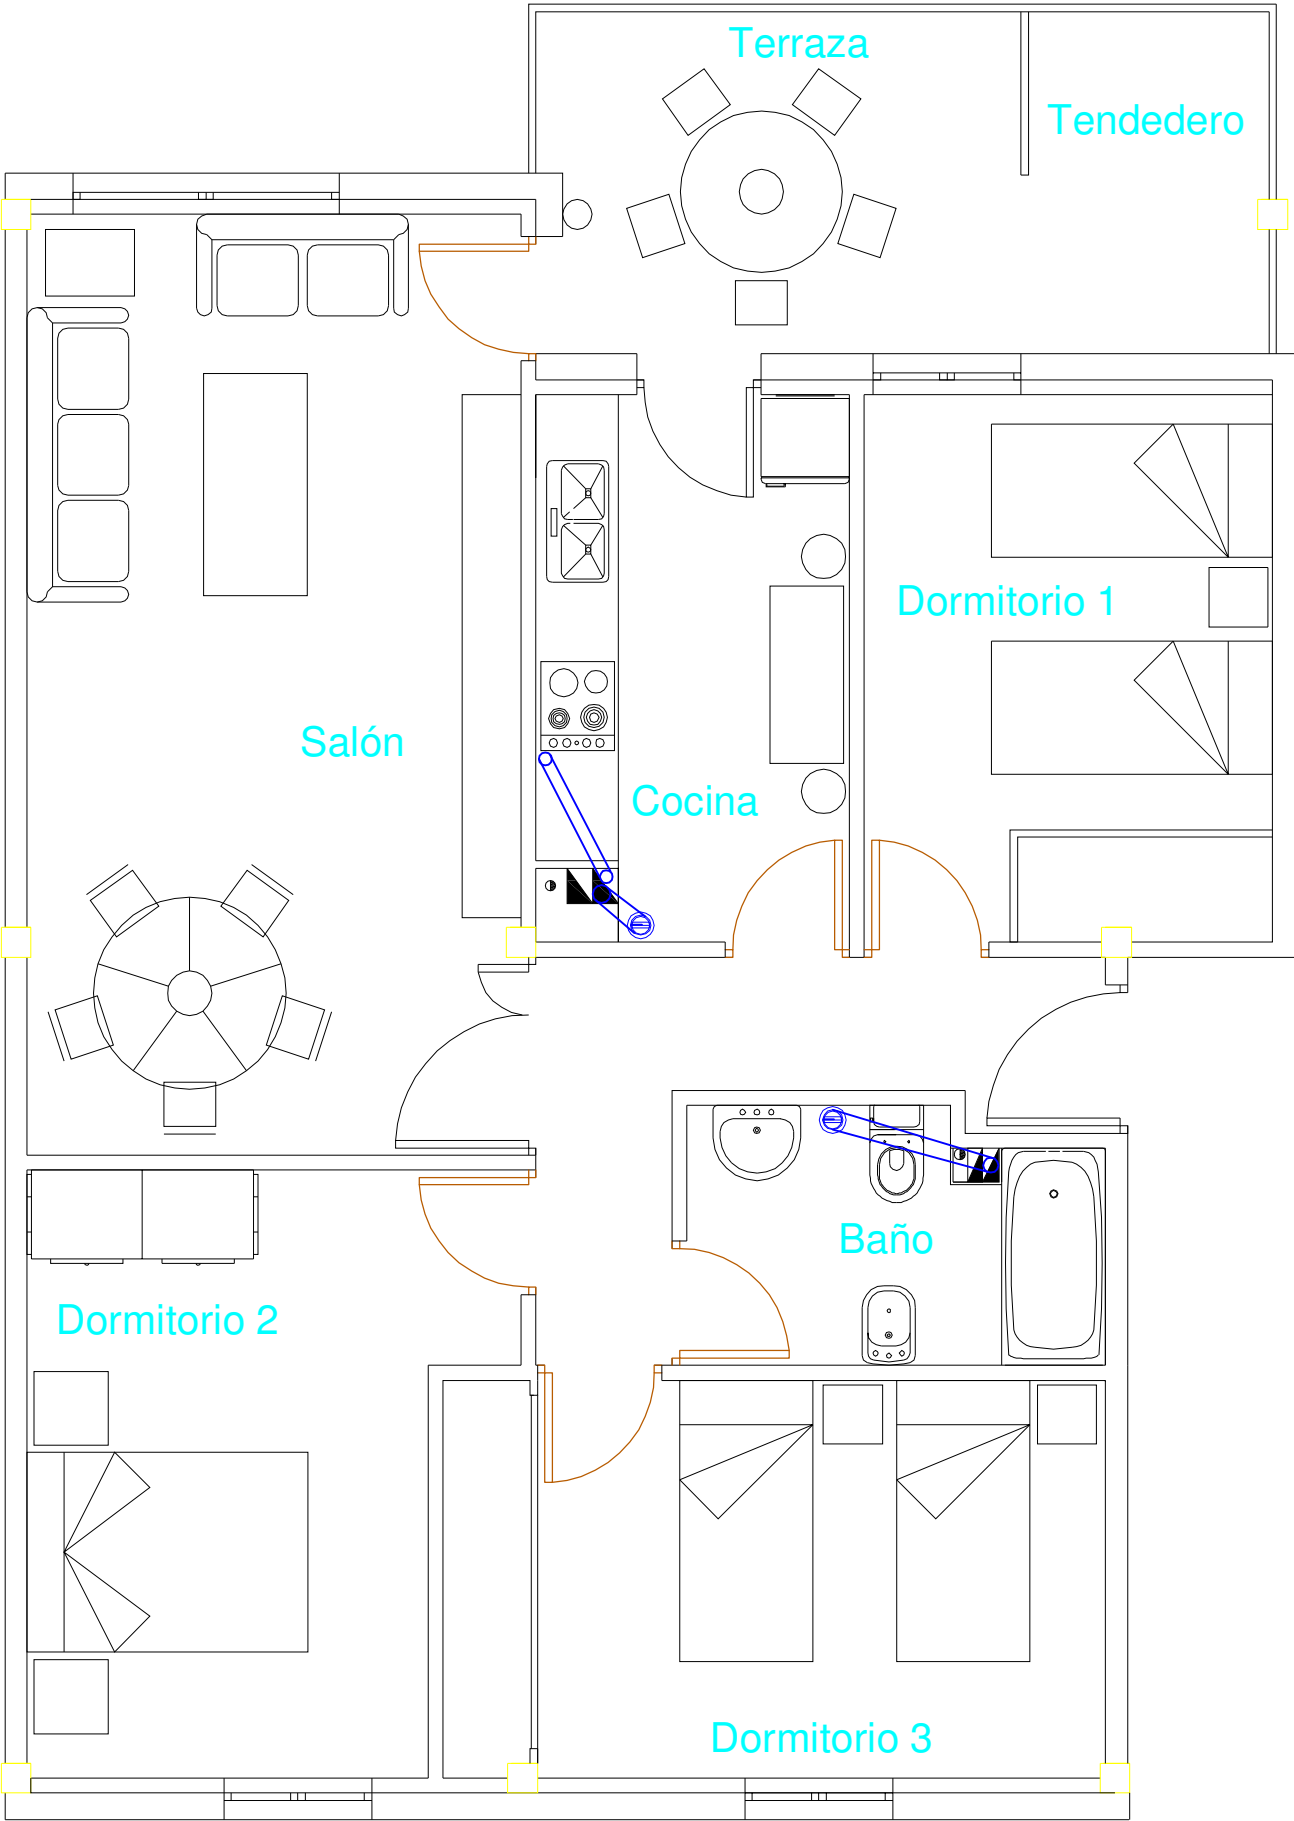 Terraza
Tendedero
Dormitorio 1
Salón
Cocina
Baño
Dormitorio 2
Dormitorio 3